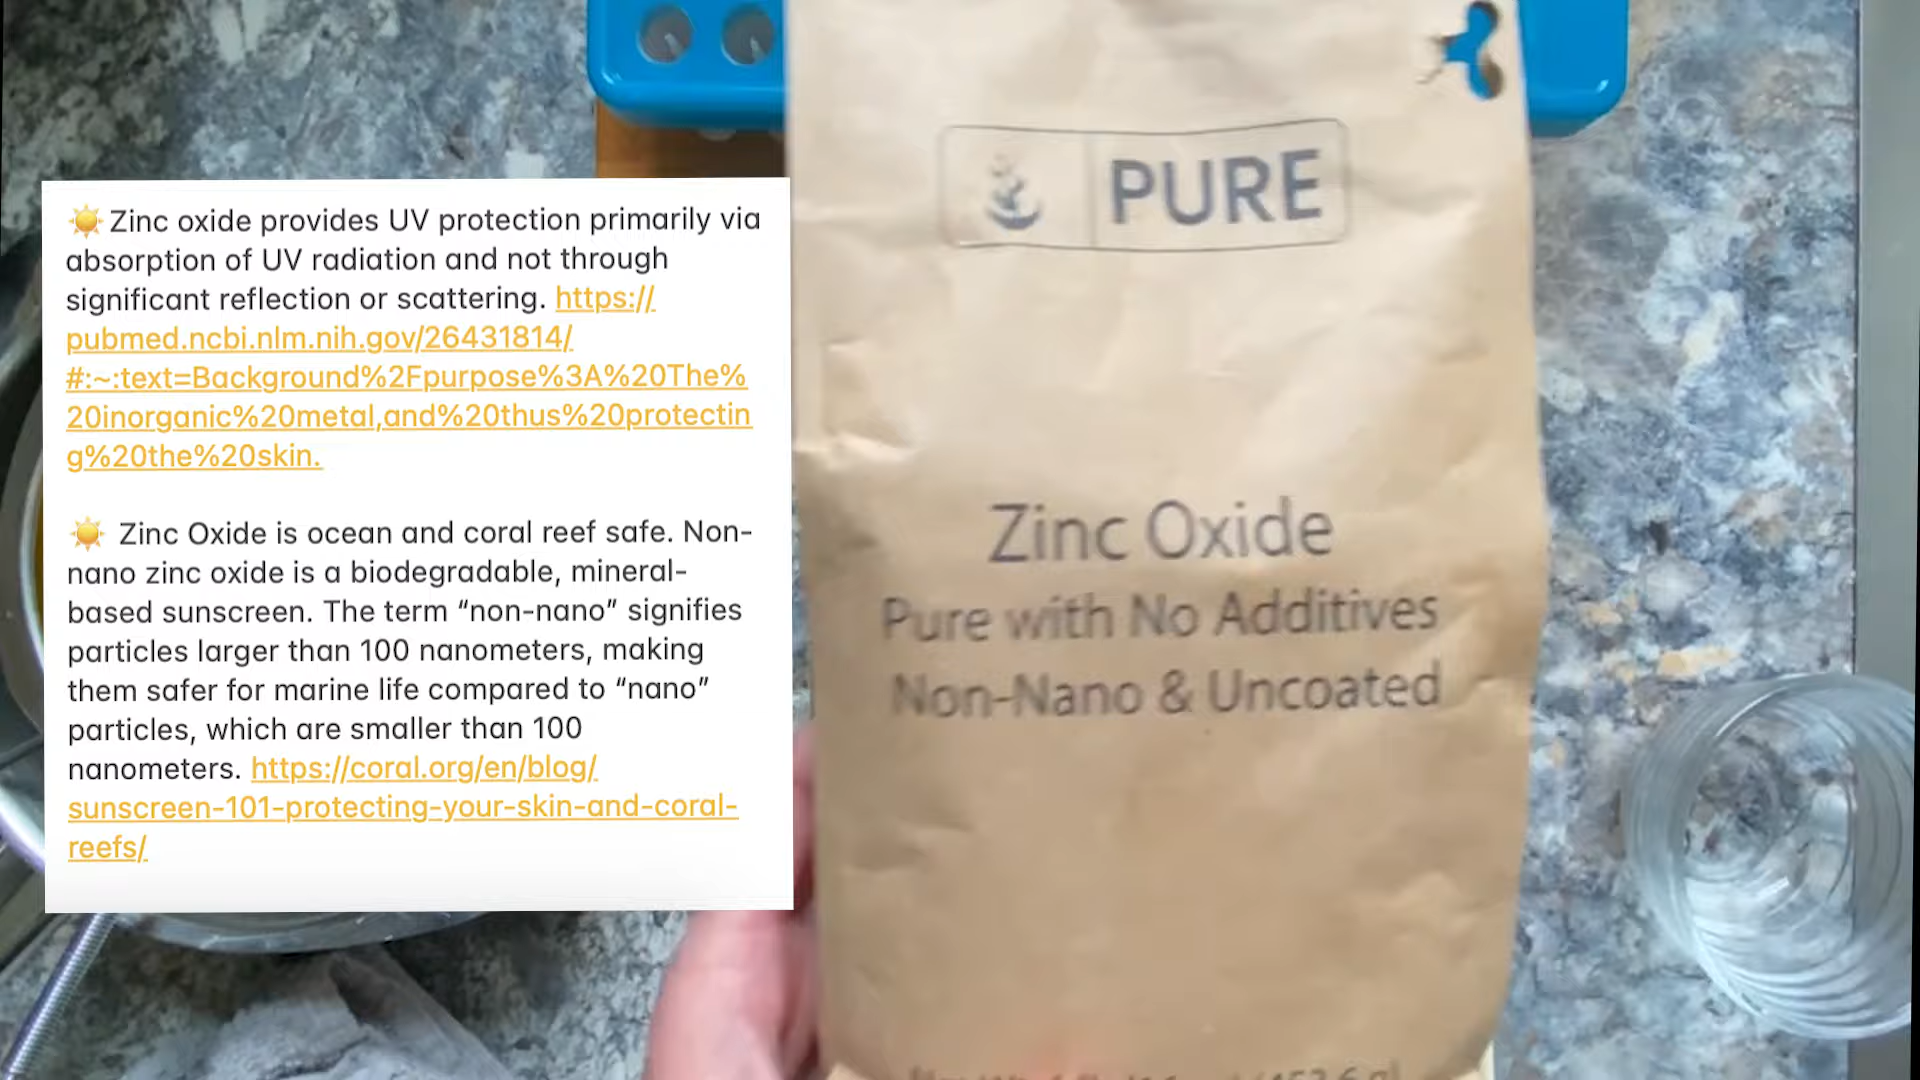 ☀️Zinc oxide provides UV protection primarily via
absorption of UV radiation and not through
significant reflection or scattering. https://
pubmed.ncbi.nlm.nih.gov/26431814/
#:~:text=Background%2Fpurpose%3A%20The%
20inorganic%20metal,and%20thus%20protectin
g%20the%20skin.
☀️ Zinc Oxide is ocean and coral reef safe. Non-
nano zinc oxide is a biodegradable, mineral-
based sunscreen. The term “non-nano” signifies
particles larger than 100 nanometers, making
them safer for marine life compared to “nano”
particles, which are smaller than 100
nanometers. https://coral.org/en/blog/
sunscreen-101-protecting-your-skin-and-coral-
reefs/
PURE
Zinc Oxide
Pure with No Additives
Non-Nano & Uncoated